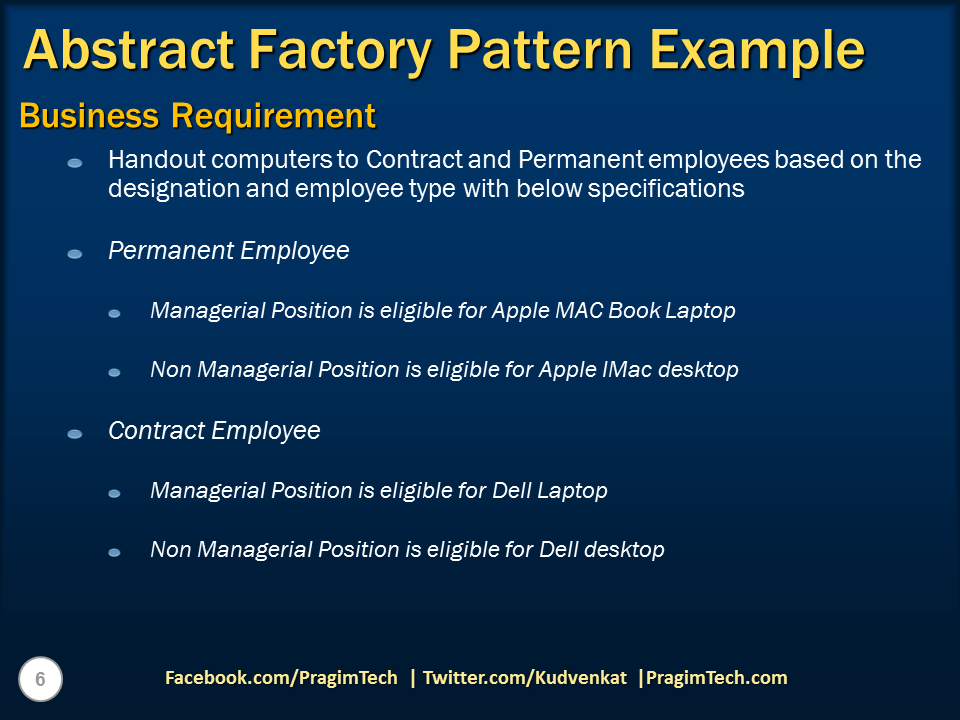 Abstract Factory Pattern Example
Business Requirement
Handout computers to Contract and Permanent employees based on the
designation and employee type with below specifications
Permanent Employee
Managerial Position is eligible for Apple MAC Book Laptop
Non Managerial Position is eligible for Apple IMac desktop
Contract Employee
Managerial Position is eligible for Dell Laptop
Non Managerial Position is eligible for Dell desktop
6
Facebook.com/PragimTech | Twitter.com/Kudvenkat |PragimTech.com